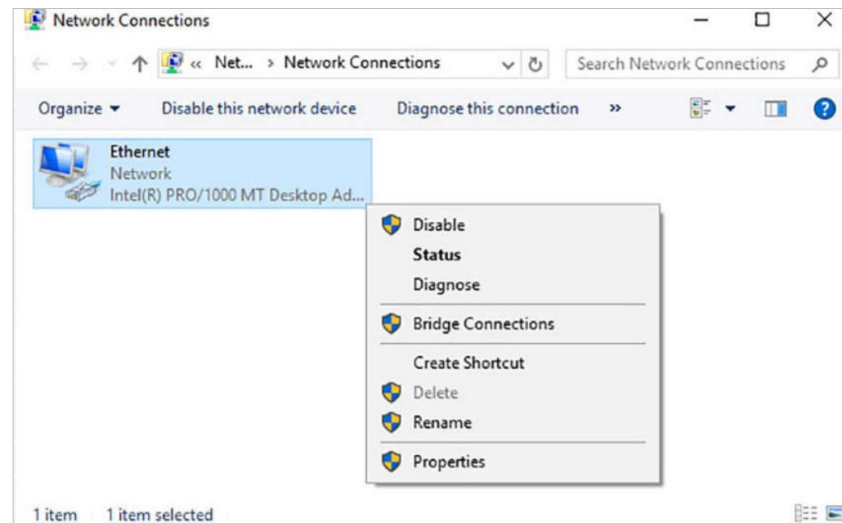 Network Connections
« Net... > Network Connections
Search Network Connections
Organize
Disable this network device
Diagnose this connection
»
Ethernet
Network
Intel(R) PRO/1000 MT Desktop Ad...
Disable
Status
Diagnose
Bridge Connections
Create Shortcut
Delete
Rename
Properties
1 item
1 item selected